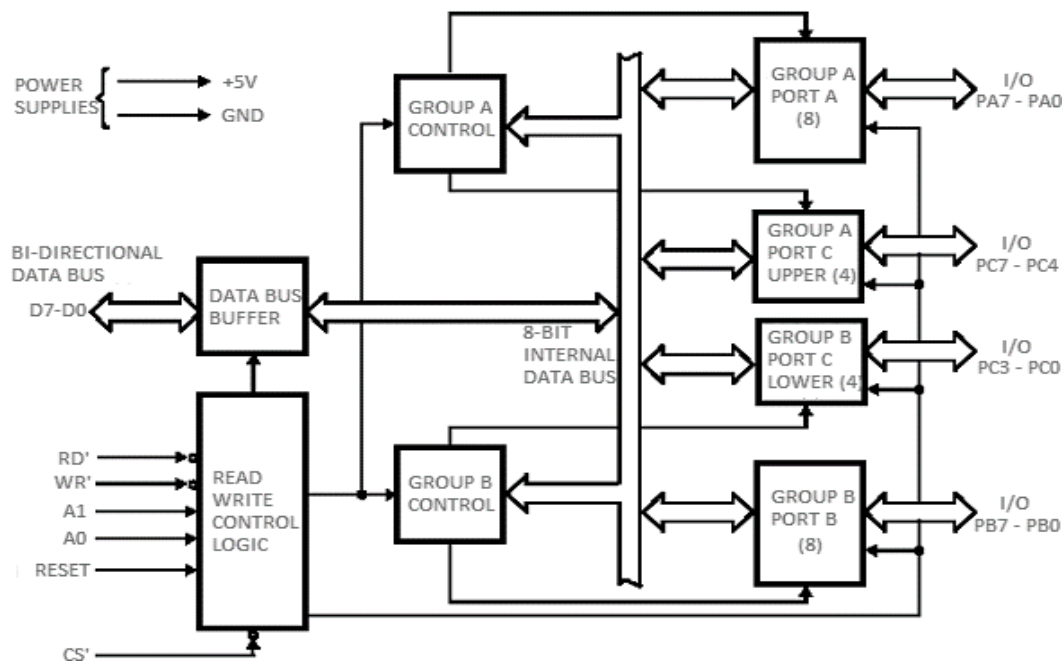 POWER
SUPPLIES
+5V
GND
GROUP A
CONTROL
GROUP A
PORT A
(8)
I/O
PA7 - PA0
GROUP A
PORT C
UPPER (4)
I/O
PC7 - PC4
BI-DIRECTIONAL
DATA BUS
D7-D0
DATA BUS
BUFFER
8-BIT
INTERNAL
DATA BUS
GROUP B
PORT C
LOWER (4)
I/O
PC3 - PC0
RD'
WR'
A1
A0
RESET
CS'
READ
WRITE
CONTROL
LOGIC
GROUP B
CONTROL
GROUP B
PORT B
(8)
I/O
PB7 - PB0